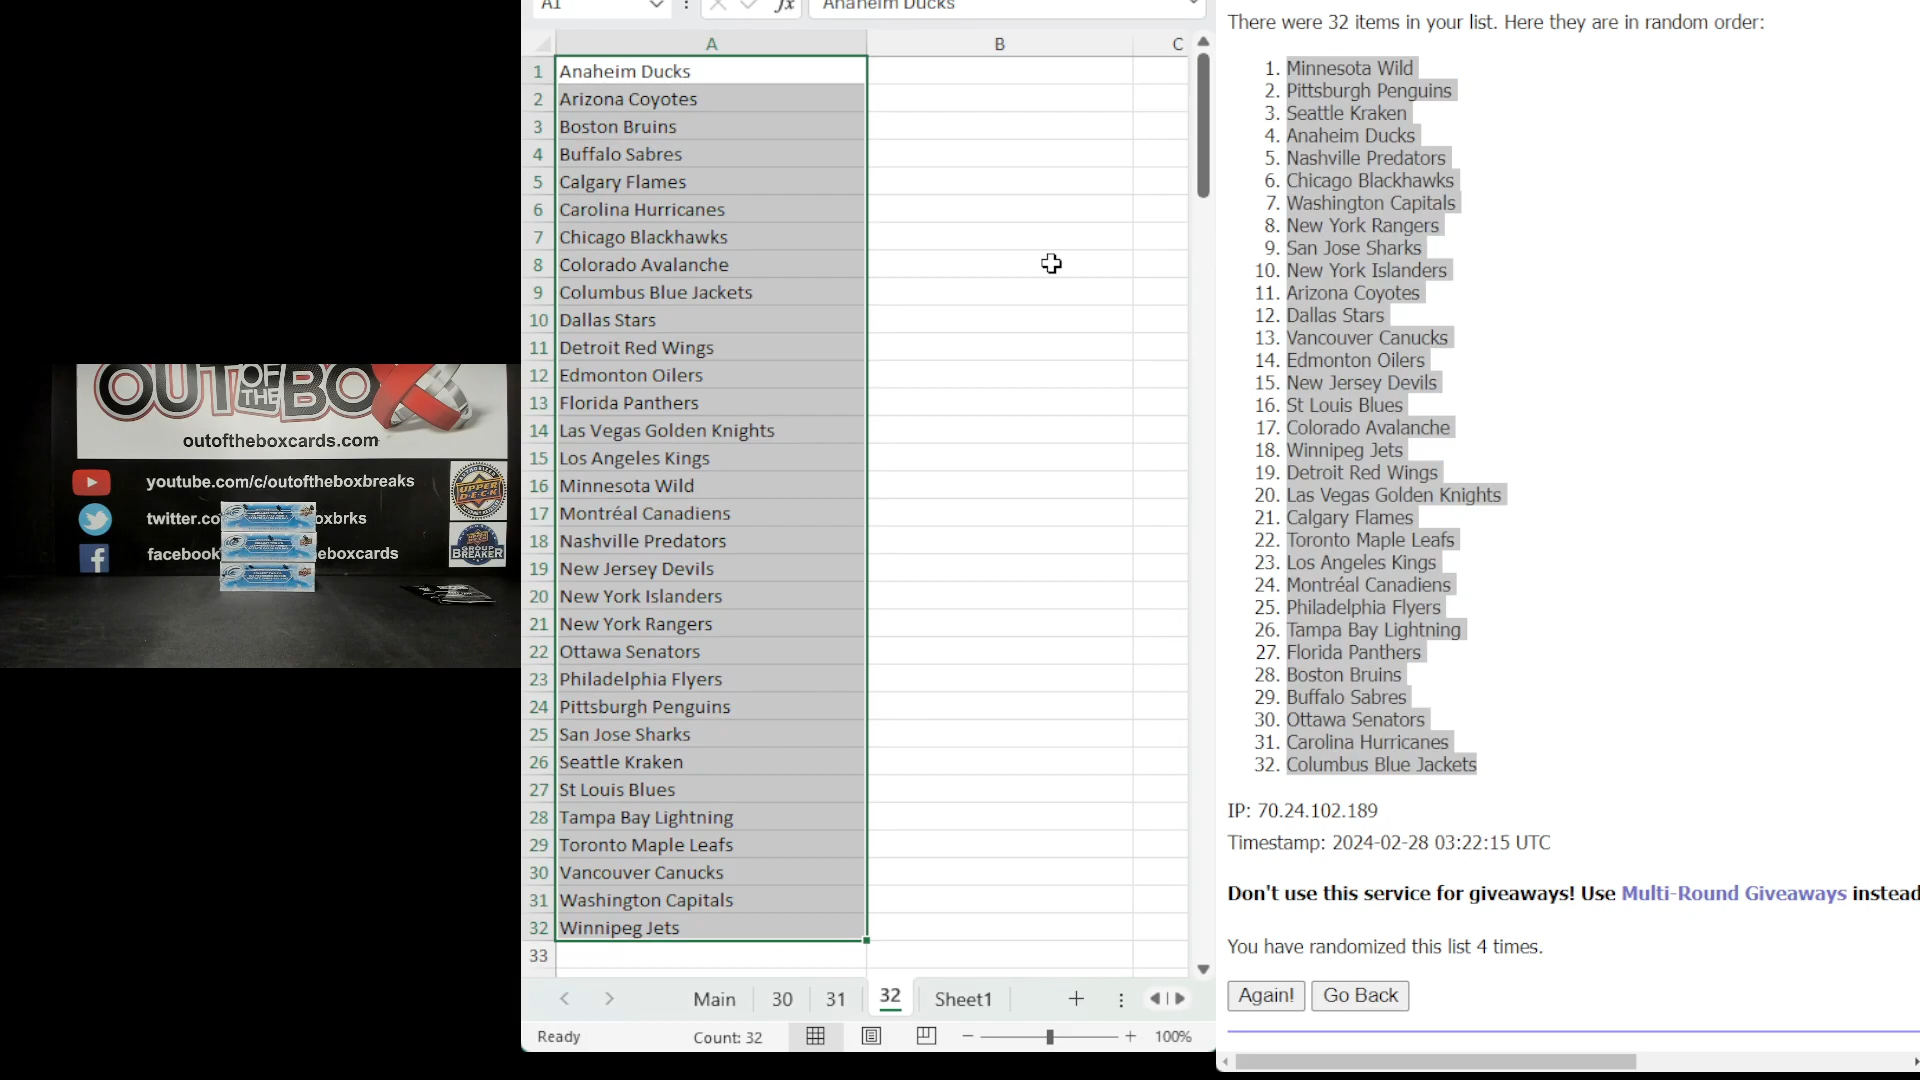 OUT OF THE BOX
outoftheboxcards.com
youtube.com/c/outoftheboxbreaks
twitter.co oxbrks
facebook eboxcards
UPPER DECK
GROUP BREAKER
A1
fx
Anaheim Ducks
A B C
1 Anaheim Ducks
2 Arizona Coyotes
3 Boston Bruins
4 Buffalo Sabres
5 Calgary Flames
6 Carolina Hurricanes
7 Chicago Blackhawks
8 Colorado Avalanche
9 Columbus Blue Jackets
10 Dallas Stars
11 Detroit Red Wings
12 Edmonton Oilers
13 Florida Panthers
14 Las Vegas Golden Knights
15 Los Angeles Kings
16 Minnesota Wild
17 Montréal Canadiens
18 Nashville Predators
19 New Jersey Devils
20 New York Islanders
21 New York Rangers
22 Ottawa Senators
23 Philadelphia Flyers
24 Pittsburgh Penguins
25 San Jose Sharks
26 Seattle Kraken
27 St Louis Blues
28 Tampa Bay Lightning
29 Toronto Maple Leafs
30 Vancouver Canucks
31 Washington Capitals
32 Winnipeg Jets
33
Main 30 31 32 Sheet1
Ready Count: 32 100%
There were 32 items in your list. Here they are in random order:
1. Minnesota Wild
2. Pittsburgh Penguins
3. Seattle Kraken
4. Anaheim Ducks
5. Nashville Predators
6. Chicago Blackhawks
7. Washington Capitals
8. New York Rangers
9. San Jose Sharks
10. New York Islanders
11. Arizona Coyotes
12. Dallas Stars
13. Vancouver Canucks
14. Edmonton Oilers
15. New Jersey Devils
16. St Louis Blues
17. Colorado Avalanche
18. Winnipeg Jets
19. Detroit Red Wings
20. Las Vegas Golden Knights
21. Calgary Flames
22. Toronto Maple Leafs
23. Los Angeles Kings
24. Montréal Canadiens
25. Philadelphia Flyers
26. Tampa Bay Lightning
27. Florida Panthers
28. Boston Bruins
29. Buffalo Sabres
30. Ottawa Senators
31. Carolina Hurricanes
32. Columbus Blue Jackets
IP: 70.24.102.189
Timestamp: 2024-02-28 03:22:15 UTC
Don't use this service for giveaways! Use Multi-Round Giveaways instead
You have randomized this list 4 times.
Again! Go Back